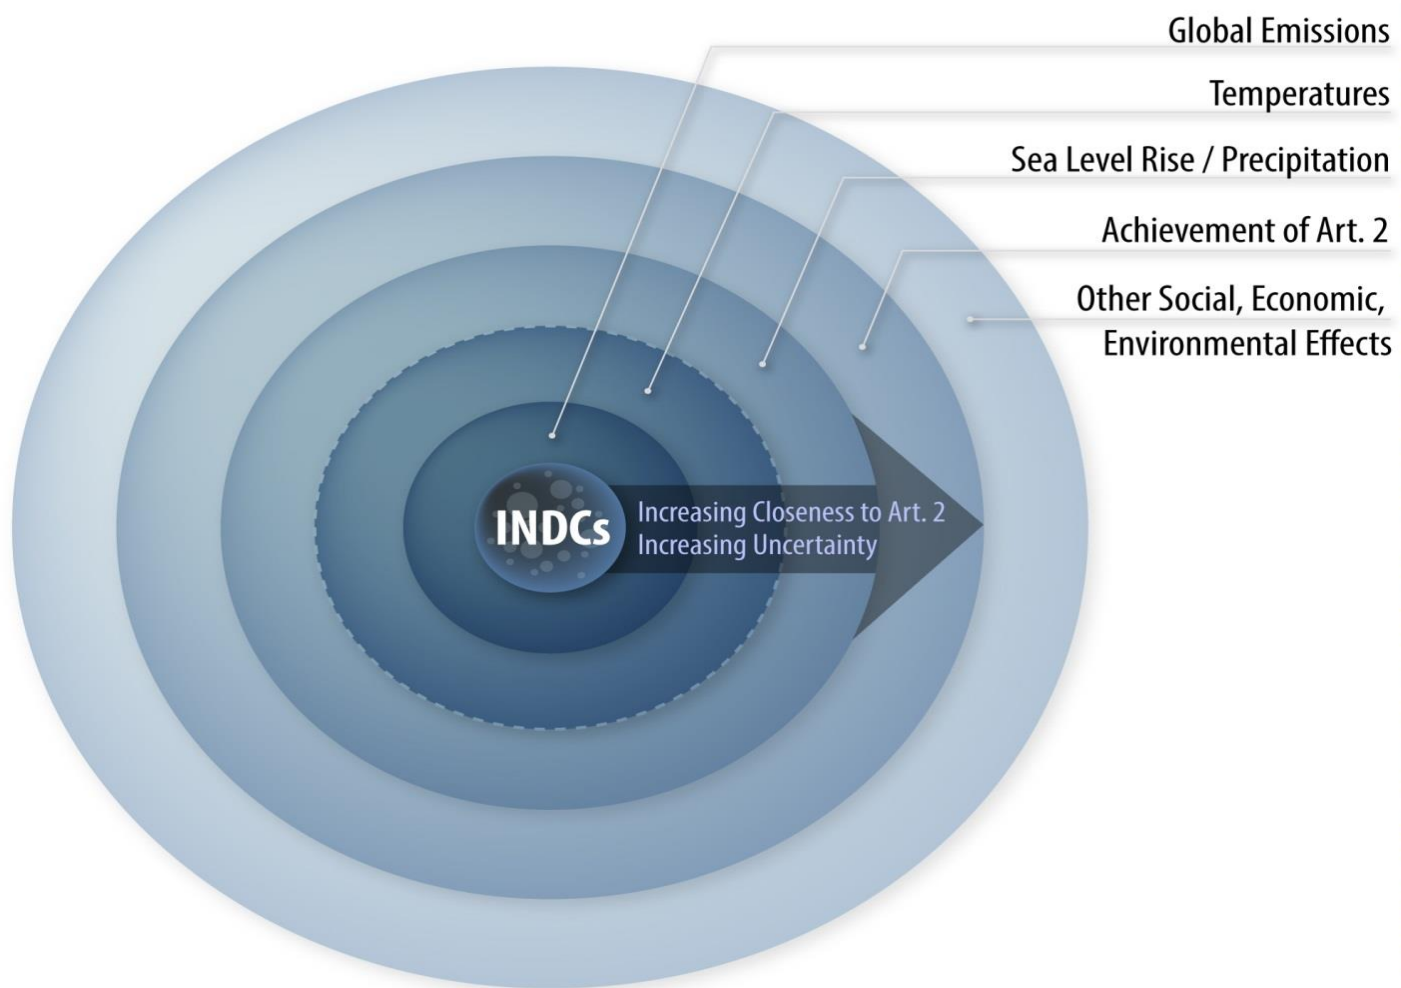 Global Emissions
Temperatures
Sea Level Rise / Precipitation
Achievement of Art. 2
Other Social, Economic,
Environmental Effects
INDCs
Increasing Closeness to Art. 2
Increasing Uncertainty